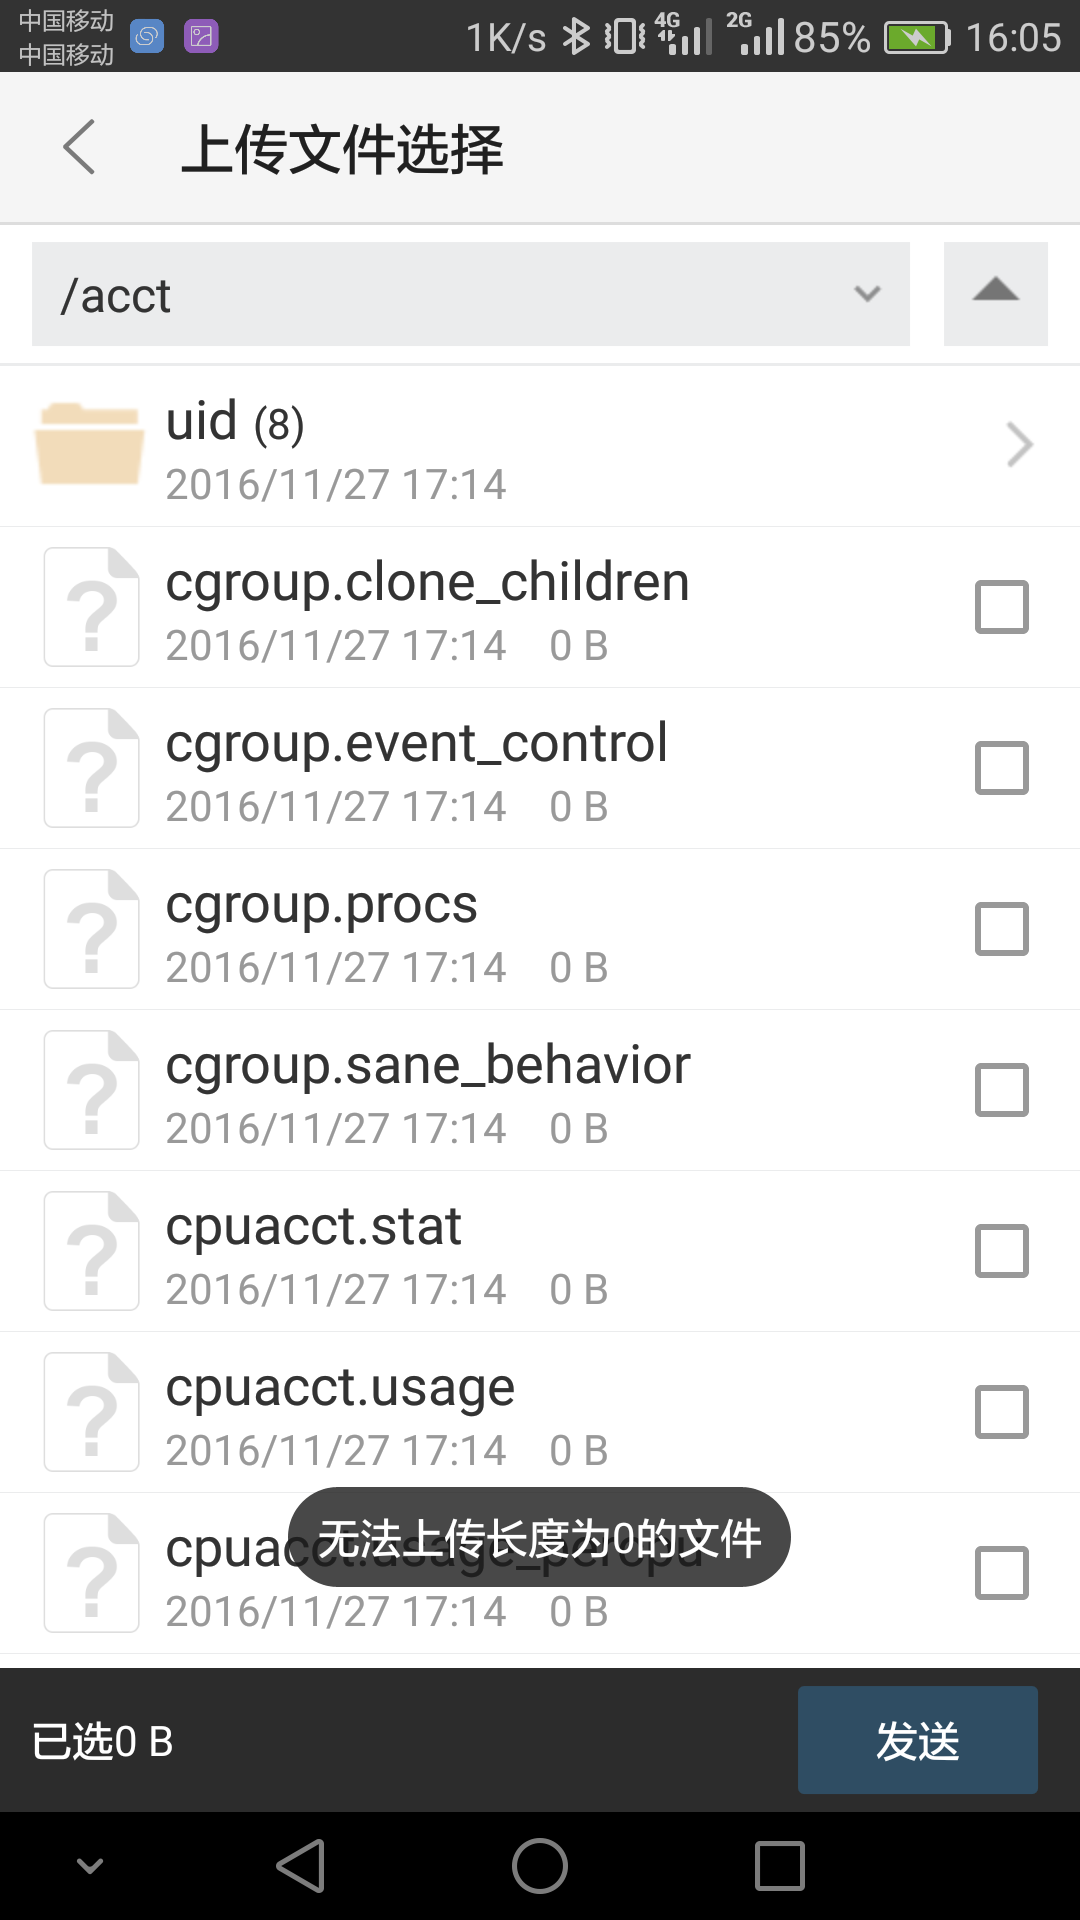 中国移动
中国移动
1K/s 4G 2G 85% 16:05
上传文件选择
/acct
uid (8)
2016/11/27 17:14
cgroup.clone_children
2016/11/27 17:14 0 B
cgroup.event_control
2016/11/27 17:14 0 B
cgroup.procs
2016/11/27 17:14 0 B
cgroup.sane_behavior
2016/11/27 17:14 0 B
cpuacct.stat
2016/11/27 17:14 0 B
cpuacct.usage
2016/11/27 17:14 0 B
cpuacct.usage_percpu
无法上传长度为0的文件
2016/11/27 17:14 0 B
已选0 B
发送